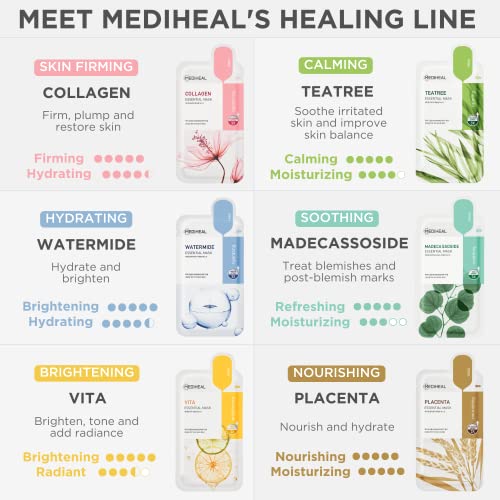 MEET MEDIHEAL'S HEALING LINE
SKIN FIRMING
COLLAGEN
Firm, plump and
restore skin
Firming
Hydrating
MEDIHEAL
COLLAGEN
ESSENTIAL MASK
CALMING
TEATREE
Soothe irritated
skin and improve
skin balance
Calming
Moisturizing
MEDIHEAL
TEATREE
ESSENTIAL MASK
HYDRATING
WATERMIDE
Hydrate and
brighten
Brightening
Hydrating
MEDIHEAL
WATERMIDE
ESSENTIAL MASK
SOOTHING
MADECASSOSIDE
Treat blemishes and
post-blemish marks
Refreshing
Moisturizing
MEDIHEAL
MADECASSOSIDE
ESSENTIAL MASK
BRIGHTENING
VITA
Brighten, tone and
add radiance
Brightening
Radiant
MEDIHEAL
VITA
ESSENTIAL MASK
NOURISHING
PLACENTA
Nourish and hydrate
Nourishing
Moisturizing
MEDIHEAL
PLACENTA
ESSENTIAL MASK